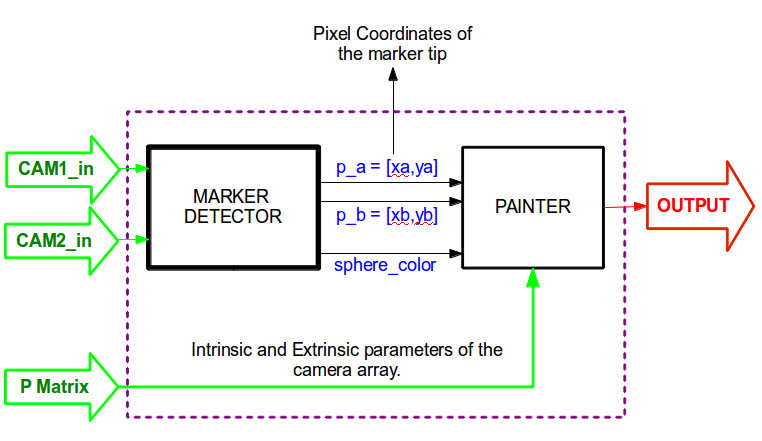 Pixel Coordinates of
the marker tip
CAM1_in
CAM2_in
MARKER
DETECTOR
p_a = [xa,ya]
p_b = [xb,yb]
sphere_color
PAINTER
OUTPUT
Intrinsic and Extrinsic parameters of the
camera array.
P Matrix